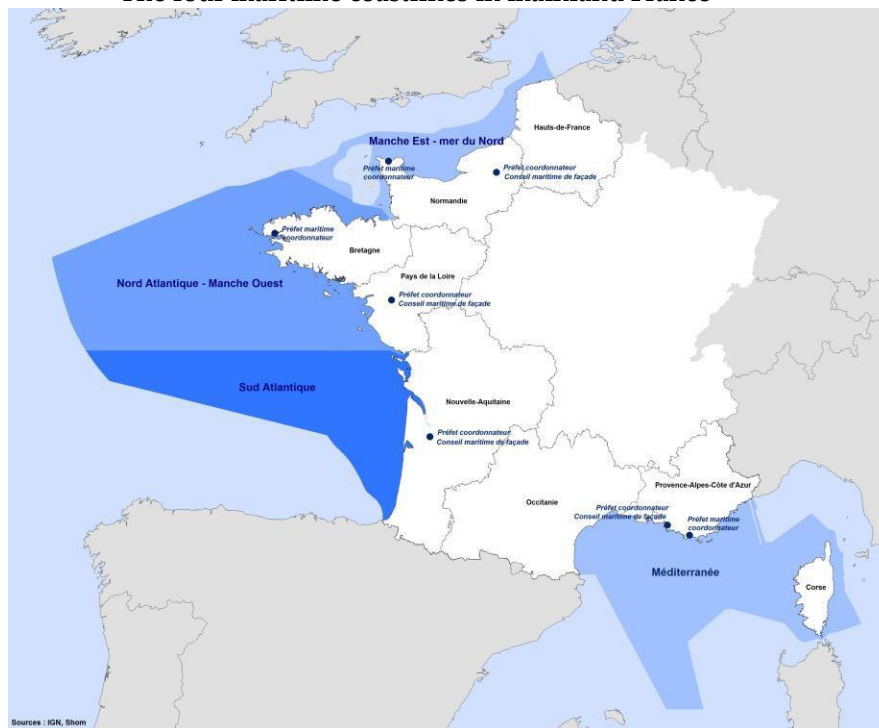 The four maritime coastlines in mainland France
Hauts-de-France
Manche Est - mer du Nord
Préfet maritime
coordonnateur
Préfet coordonnateur
Conseil maritime de façade
Normandie
Préfet maritime
coordonnateur
Bretagne
Pays de la Loire
Nord Atlantique - Manche Ouest
Préfet coordonnateur
Conseil maritime de façade
Sud Atlantique
Nouvelle-Aquitaine
Préfet coordonnateur
Conseil maritime de façade
Provence-Alpes-Côte d'Azur
Occitanie
Préfet coordonnateur
Conseil maritime de façade
Préfet maritime
coordonnateur
Méditerranée
Corse
Sources : IGN, Shom